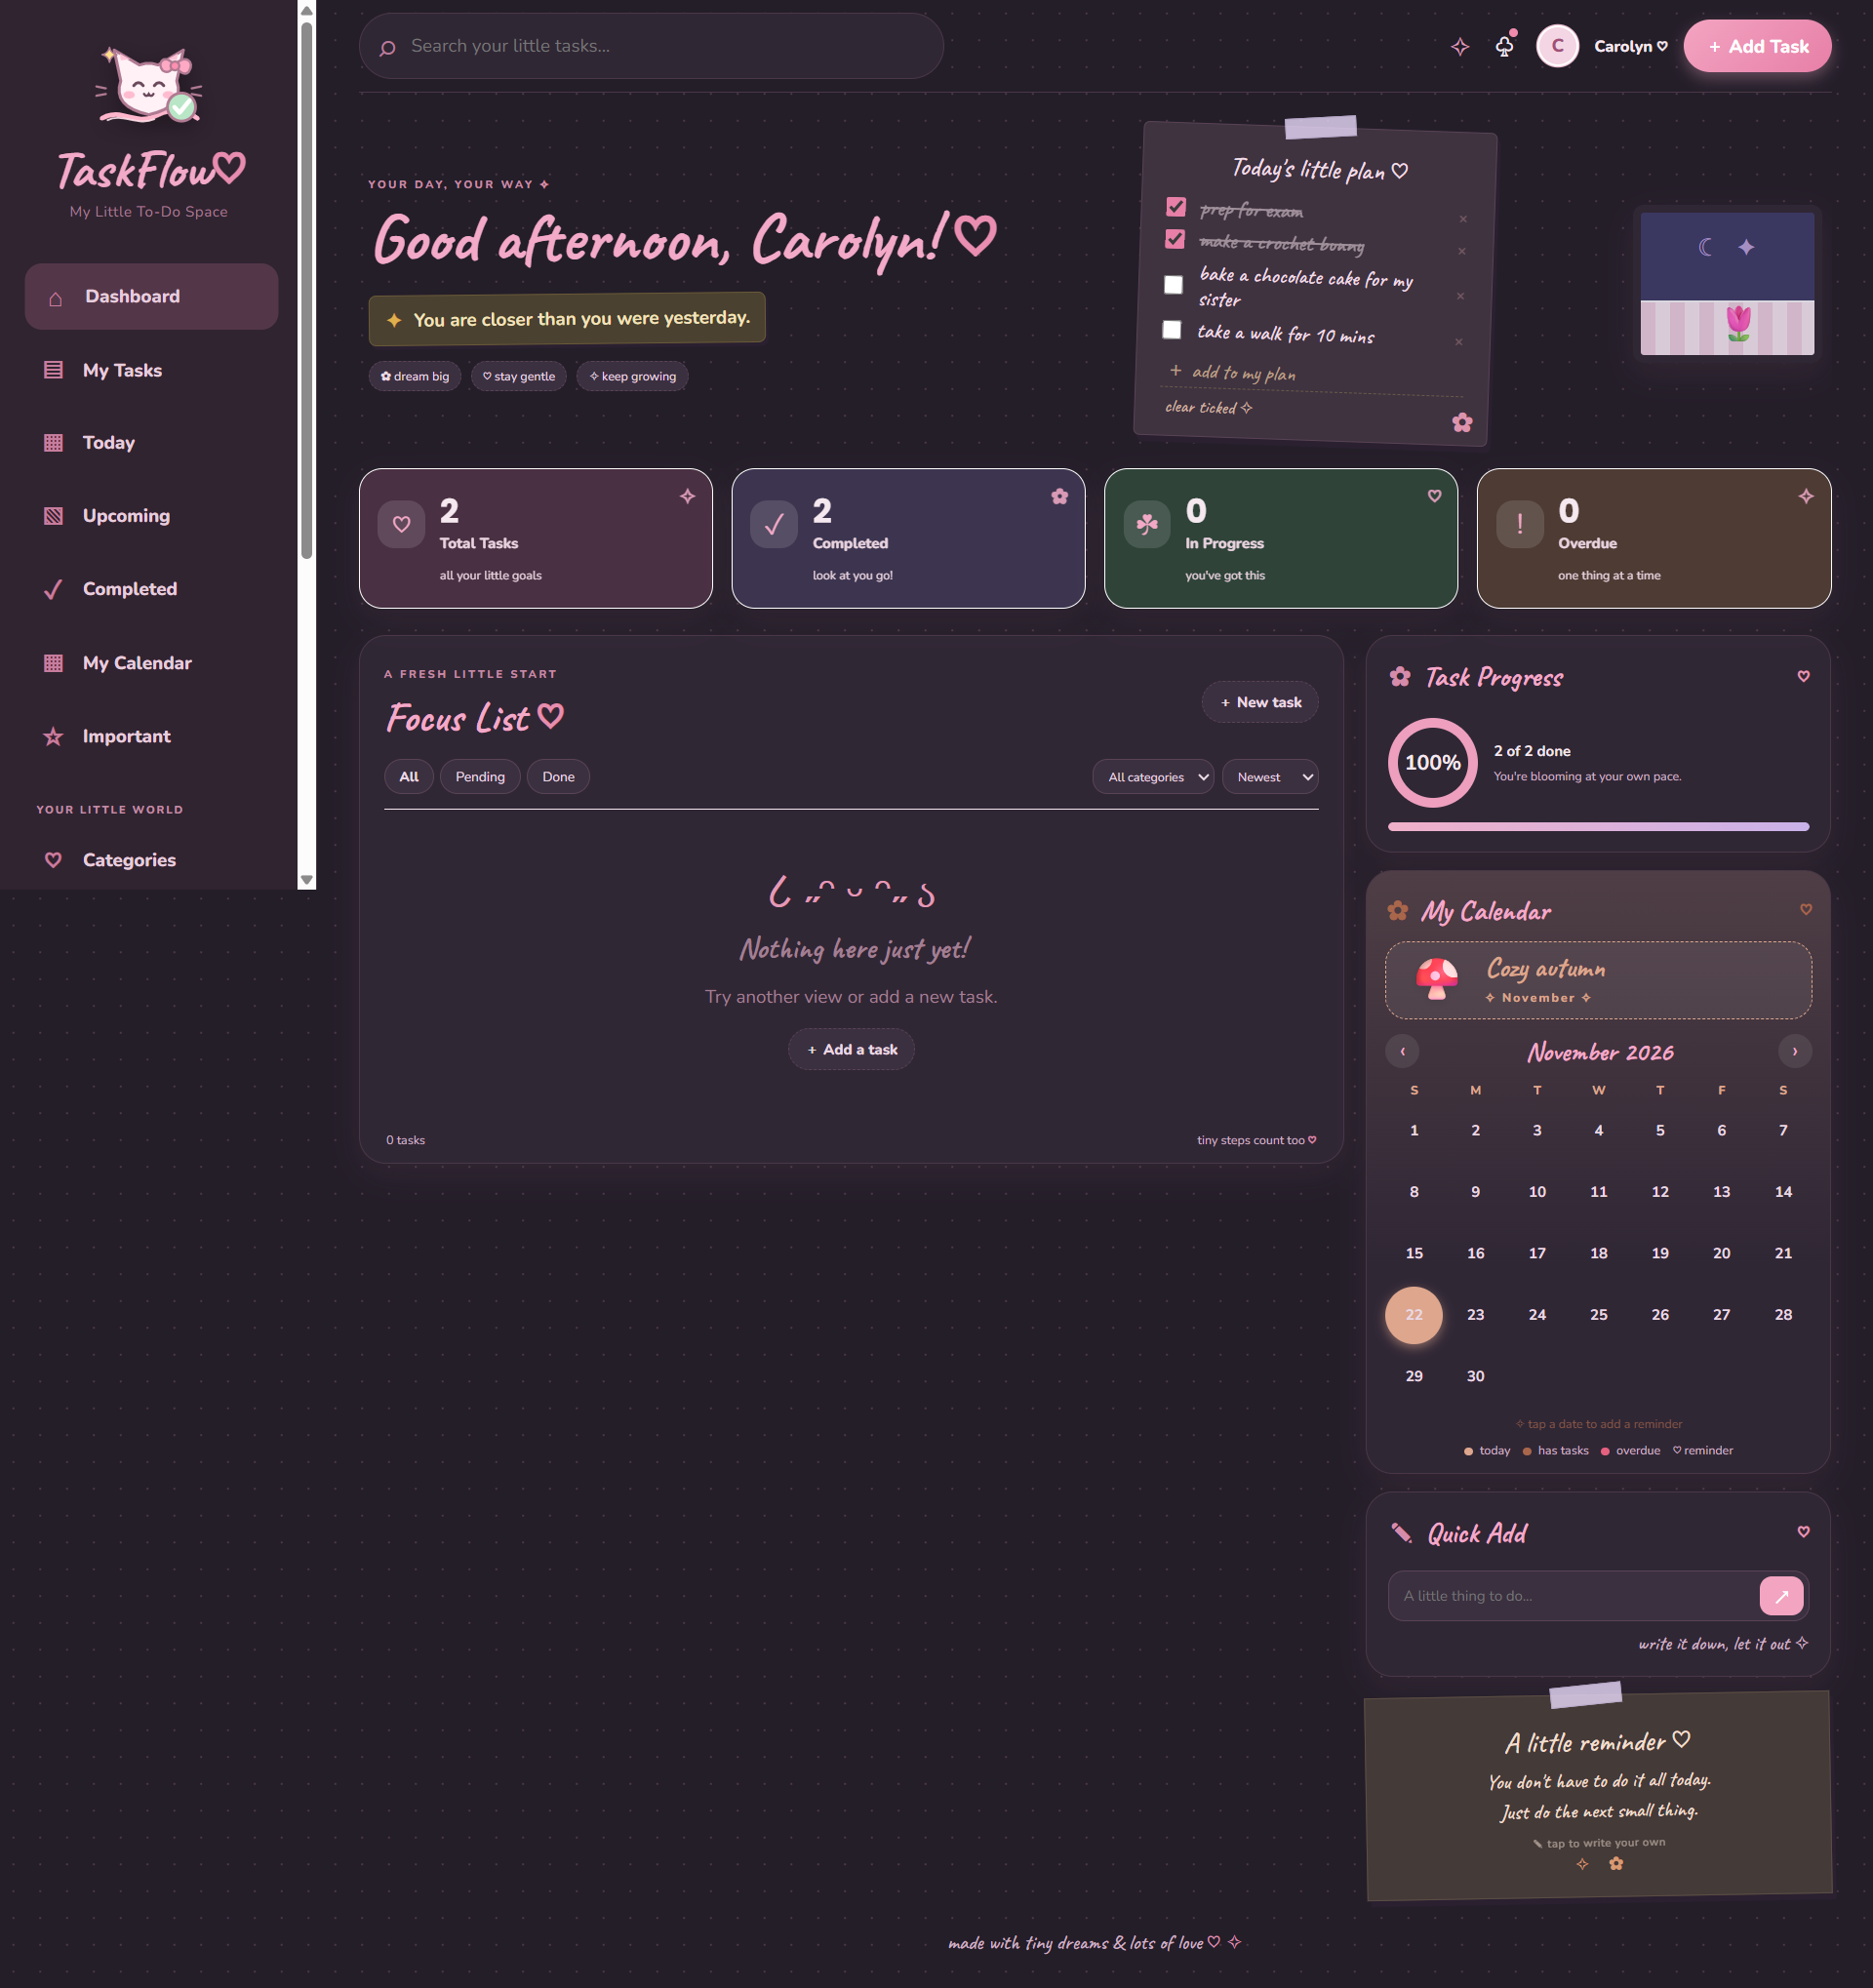 TaskFlow♡
My Little To-Do Space
Dashboard
My Tasks
Today
Upcoming
Completed
My Calendar
Important
YOUR LITTLE WORLD
Categories
Search your little tasks...
C
Carolyn ♡
+ Add Task
YOUR DAY, YOUR WAY ✧
Good afternoon, Carolyn!♡
✦ You are closer than you were yesterday.
✿ dream big
♡ stay gentle
✧ keep growing
Today's little plan ♡
prep for exam ×
make a crochet bunny ×
bake a chocolate cake for my
sister ×
take a walk for 10 mins ×
+ add to my plan
clear ticked ✧
2
Total Tasks
all your little goals
2
Completed
look at you go!
0
In Progress
you've got this
!
0
Overdue
one thing at a time
A FRESH LITTLE START
Focus List ♡
+ New task
All
Pending
Done
All categories
Newest
Nothing here just yet!
Try another view or add a new task.
+ Add a task
0 tasks
tiny steps count too ♡
Task Progress
100%
2 of 2 done
You're blooming at your own pace.
My Calendar
Cozy autumn
✧ November ✧
‹ November 2026 ›
S M T W T F S
1 2 3 4 5 6 7
8 9 10 11 12 13 14
15 16 17 18 19 20 21
22 23 24 25 26 27 28
29 30
✧ tap a date to add a reminder
today has tasks overdue ♡ reminder
Quick Add
A little thing to do...
write it down, let it out ✧
A little reminder ♡
You don't have to do it all today.
Just do the next small thing.
✎ tap to write your own
made with tiny dreams & lots of love ♡ ✧